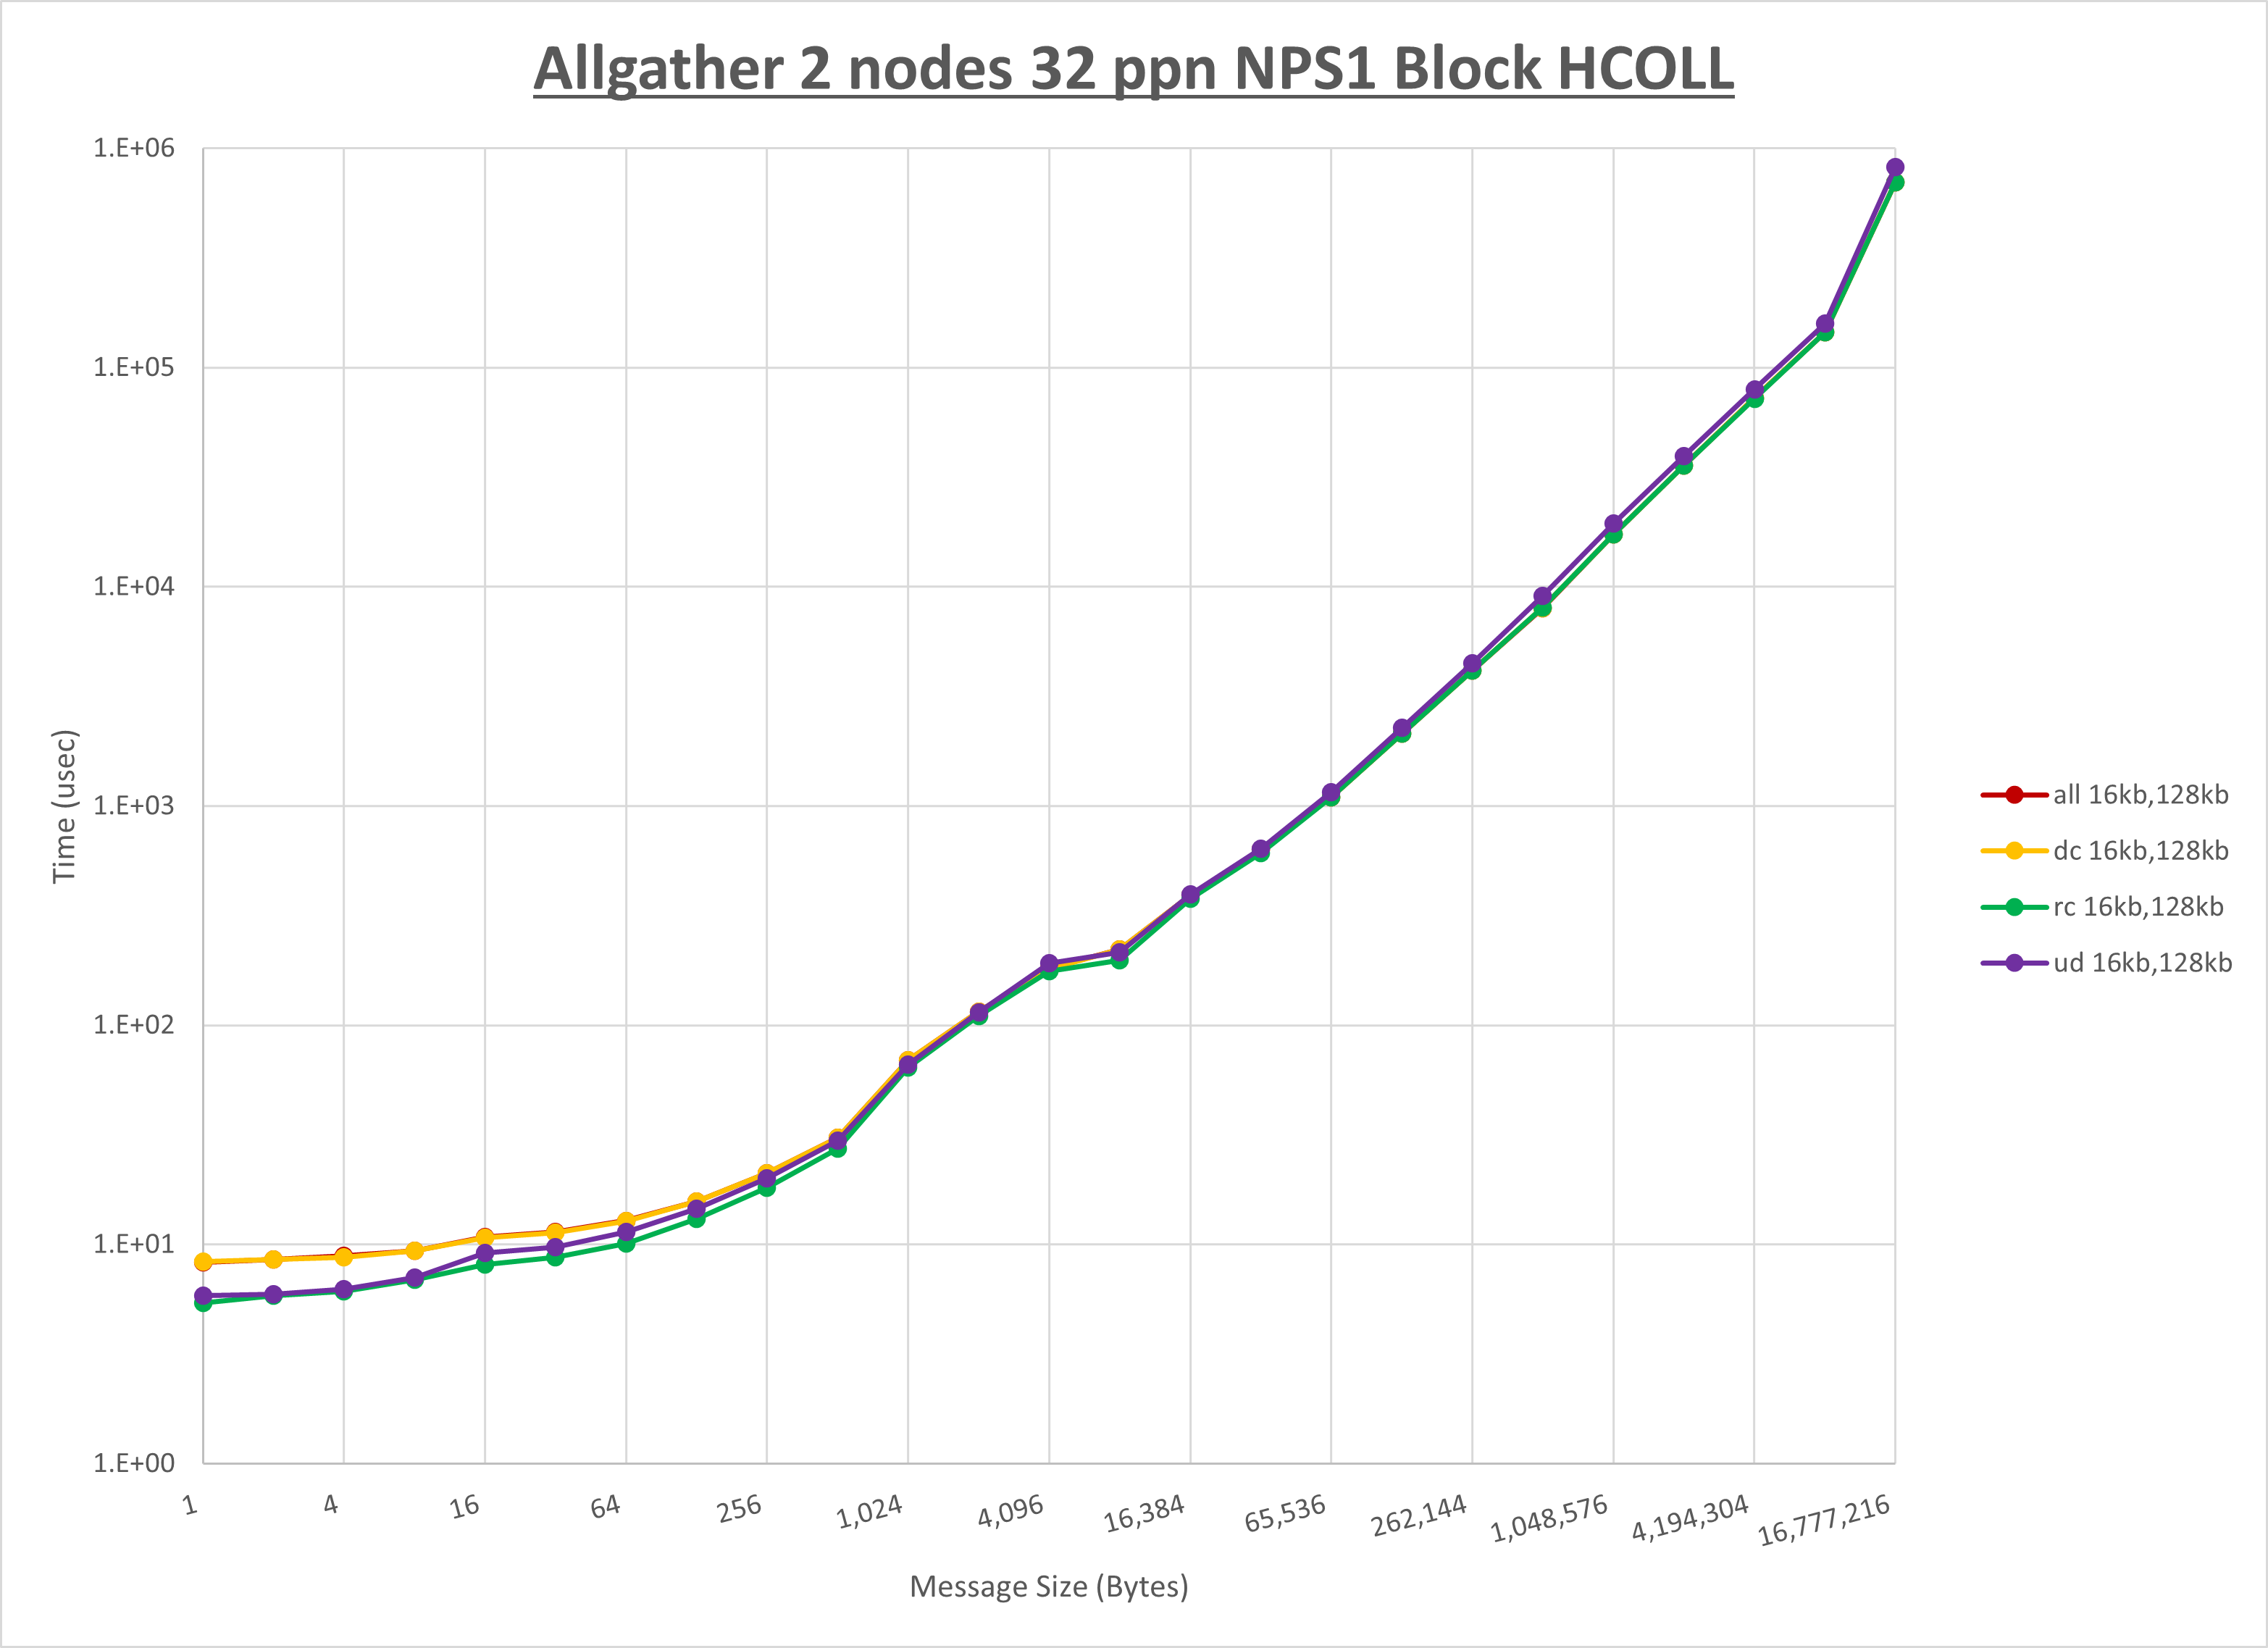 Allgather 2 nodes 32 ppn NPS1 Block HCOLL
1.E+06
1.E+05
1.E+04
1.E+03
1.E+02
1.E+01
1.E+00
Time (usec)
1
4
16
64
256
1,024
4,096
16,384
65,536
262,144
1,048,576
4,194,304
16,777,216
Message Size (Bytes)
all 16kb,128kb
dc 16kb,128kb
rc 16kb,128kb
ud 16kb,128kb